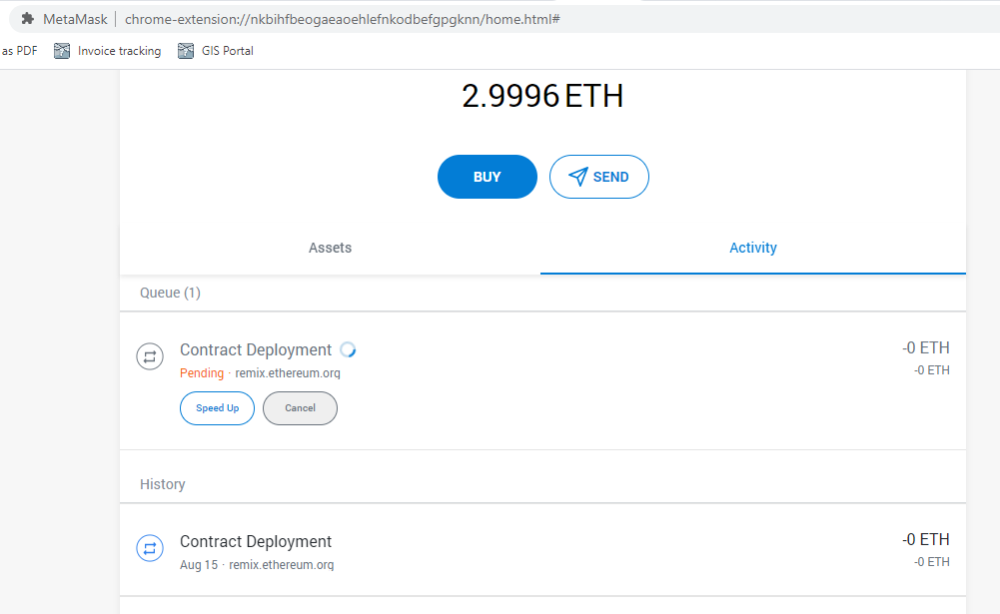 MetaMask | chrome-extension://nkbihfbeogaeaoehlefnkodbefgpgknn/home.html#
as PDF Invoice tracking GIS Portal
2.9996 ETH
BUY SEND
Assets Activity
Queue (1)
Contract Deployment -0 ETH
Pending · remix.ethereum.org -0 ETH
Speed Up Cancel
History
Contract Deployment -0 ETH
Aug 15 · remix.ethereum.org -0 ETH